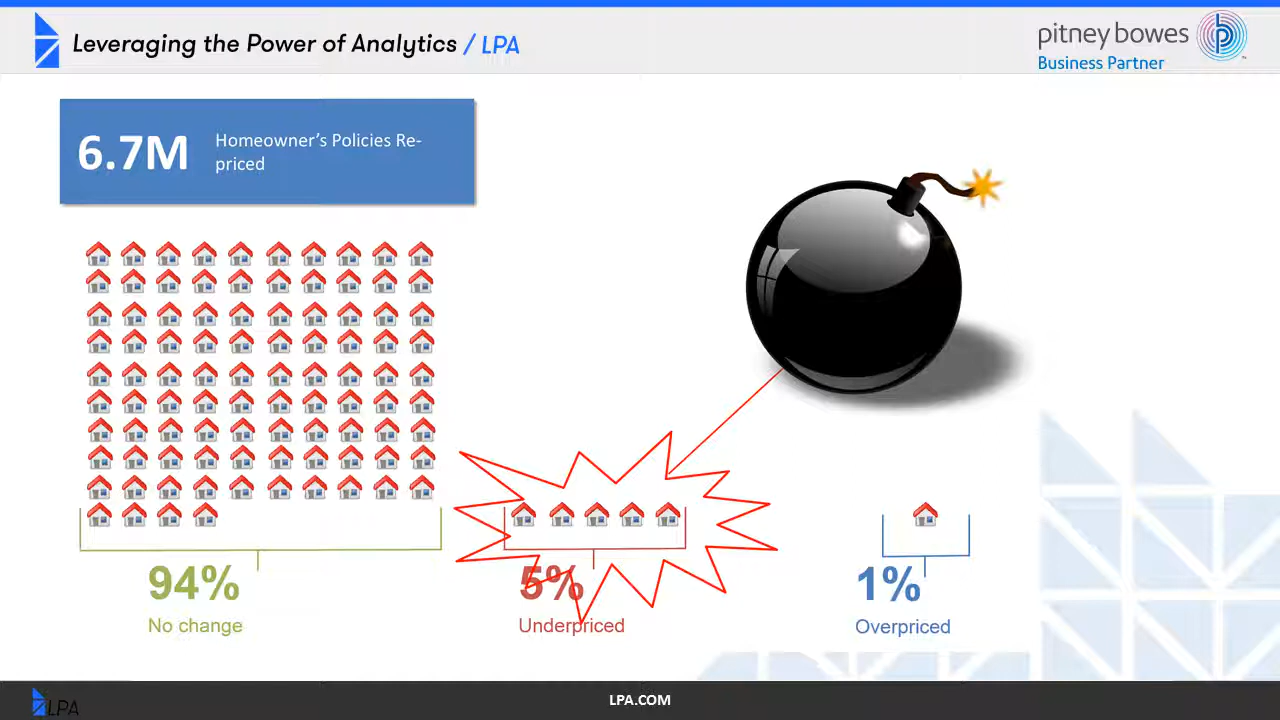 Leveraging the Power of Analytics / LPA
pitney bowes
Business Partner
6.7M
Homeowner’s Policies Re-
priced
94%
No change
5%
Underpriced
1%
Overpriced
LPA
LPA.COM